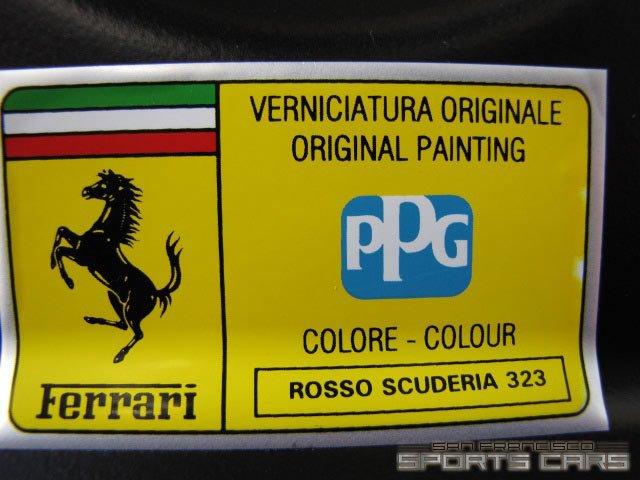 VERNICIATURA ORIGINALE
ORIGINAL PAINTING
PPG
COLORE - COLOUR
ROSSO SCUDERIA 323
Ferrari
SAN FRANCISCO
SPORTS CARS